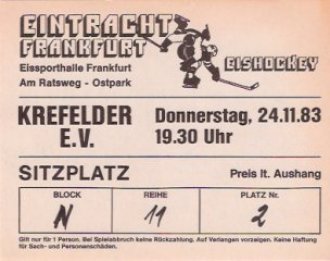 EINTRACHT
FRANKFURT
Eissporthalle Frankfurt
Am Ratsweg - Ostpark
EISHOCKEY
KREFELDER
E.V.
Donnerstag, 24.11.83
19.30 Uhr
SITZPLATZ
Preis lt. Aushang
BLOCK
REIHE
PLATZ Nr.
N
11
2
Gilt nur für 1 Person. Bei Spielabbruch keine Rückzahlung. Auf Verlangen vorzeigen. Keine Haftung
für Sach- und Personenschäden.